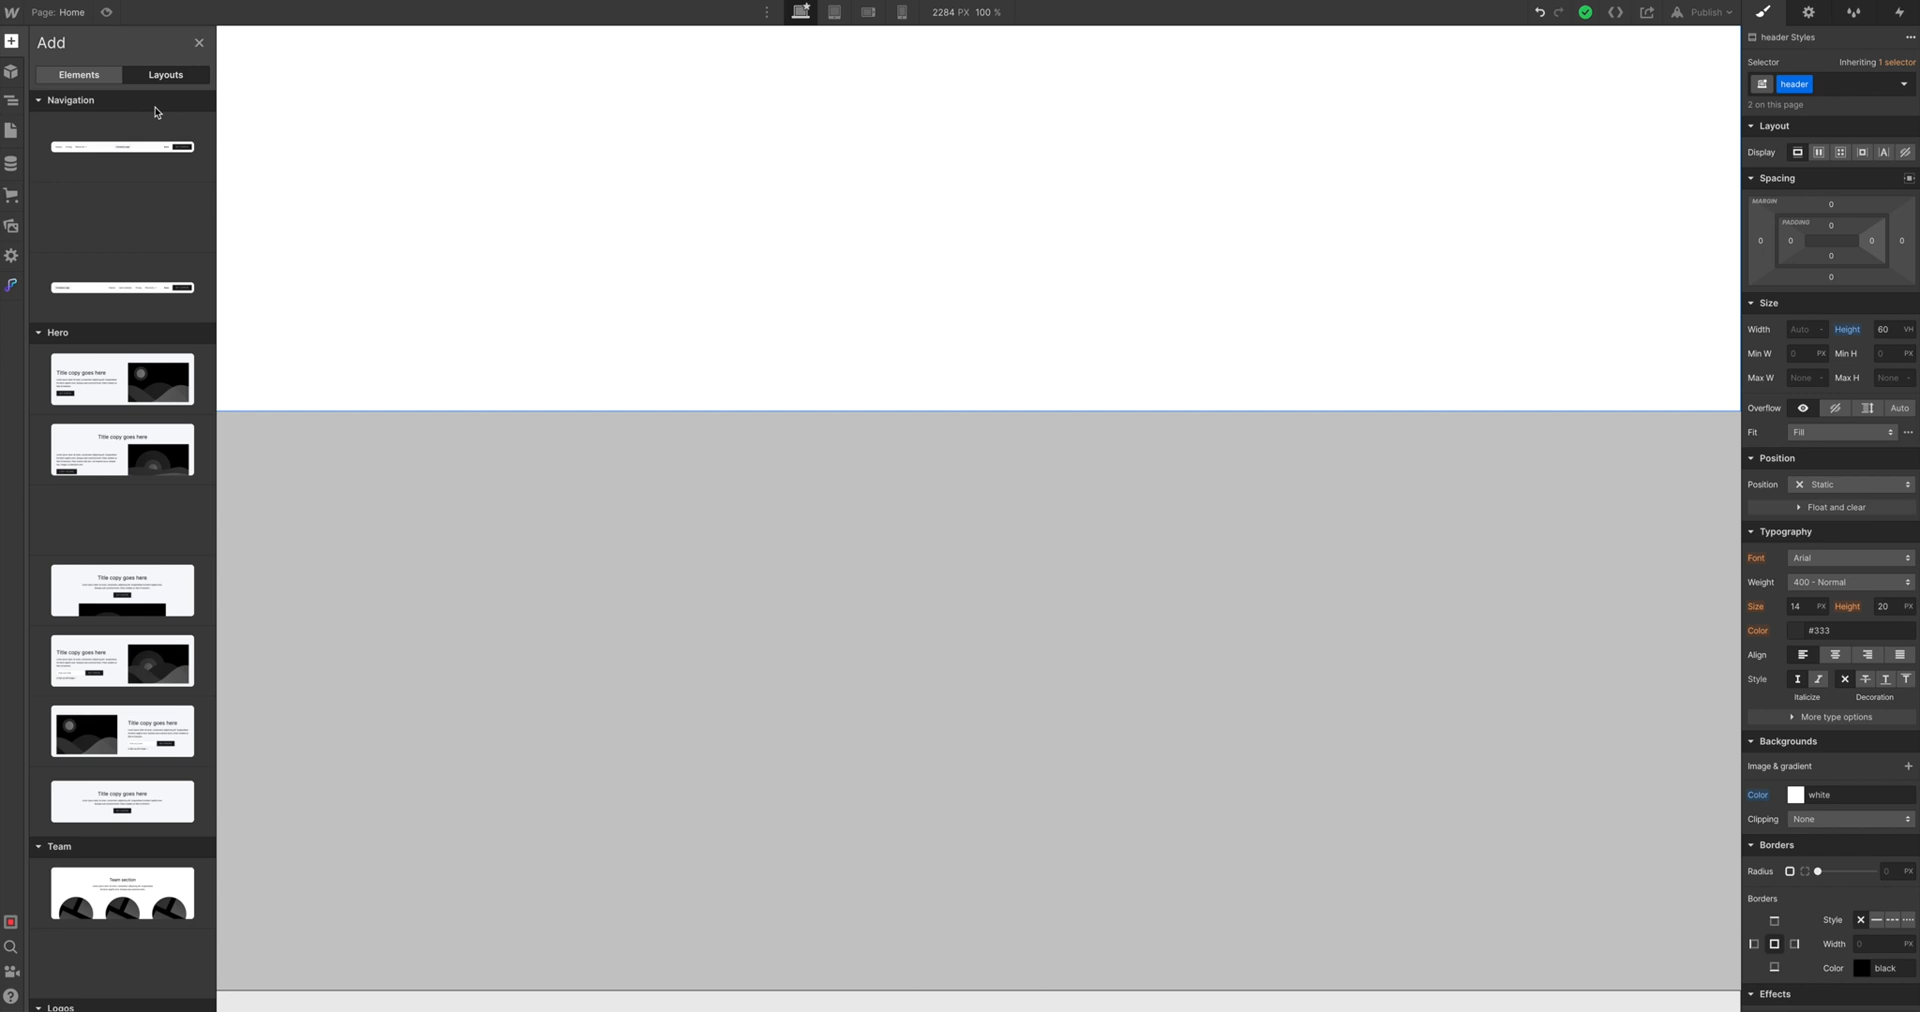 Page: Home
2284 PX 100 %
Publish
Add
Elements
Layouts
Navigation
Hero
Title copy goes here
Title copy goes here
Title copy goes here
Title copy goes here
Title copy goes here
Title copy goes here
Team
Team section
Logos
header Styles
Selector
Inheriting 1 selector
header
2 on this page
Layout
Display
Spacing
MARGIN
0
PADDING
0
0 0 0 0
0
0
Size
Width Auto - Height 60 VH
Min W 0 PX Min H 0 PX
Max W None - Max H None -
Overflow Auto
Fit Fill
Position
Position Static
Float and clear
Typography
Font Arial
Weight 400 - Normal
Size 14 PX Height 20 PX
Color #333
Align
Style
Italicize Decoration
More type options
Backgrounds
Image & gradient
Color white
Clipping None
Borders
Radius 0 PX
Borders
Style
Width 0 PX
Color black
Effects